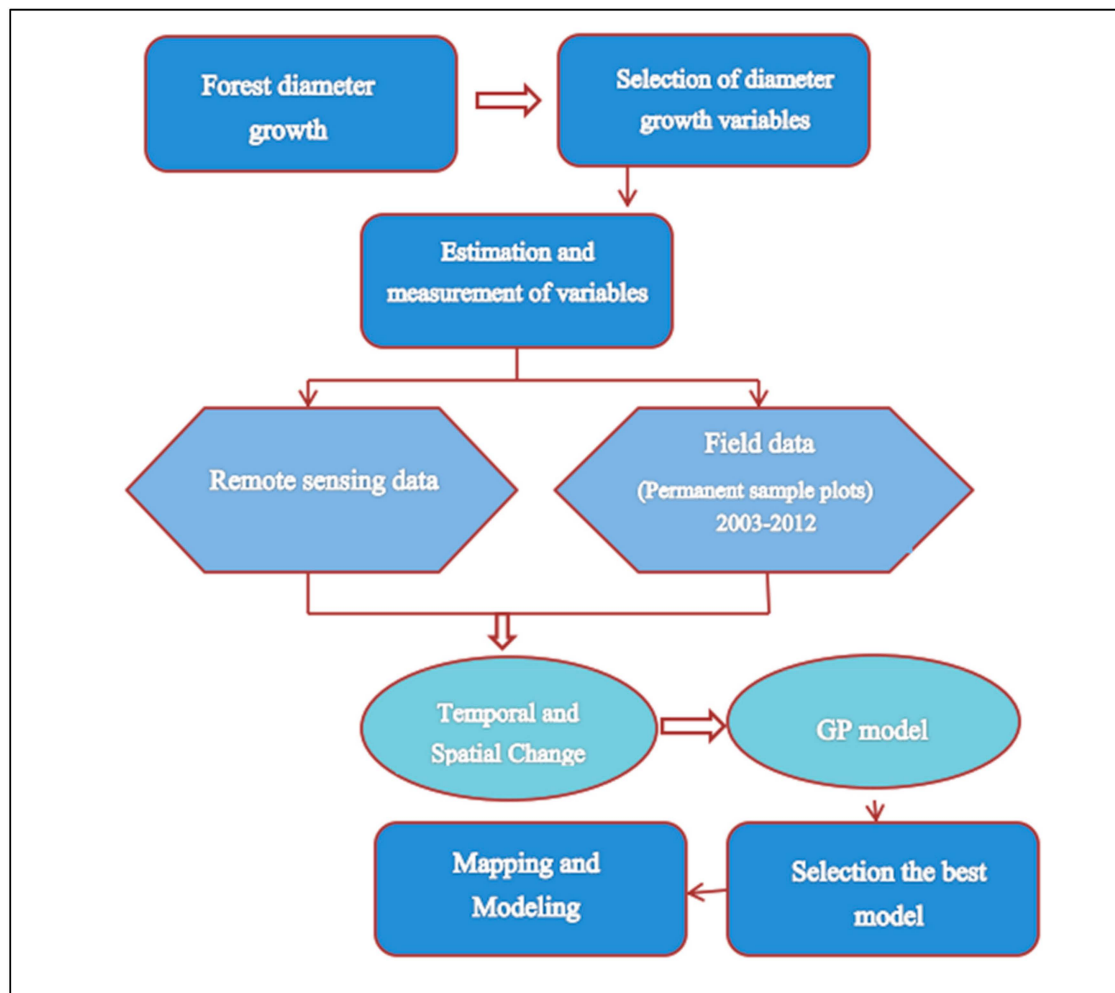 Forest diameter
growth
Selection of diameter
growth variables
Estimation and
measurement of variables
Remote sensing data
Field data
(Permanent sample plots)
2003-2012
Temporal and
Spatial Change
GP model
Mapping and
Modeling
Selection the best
model